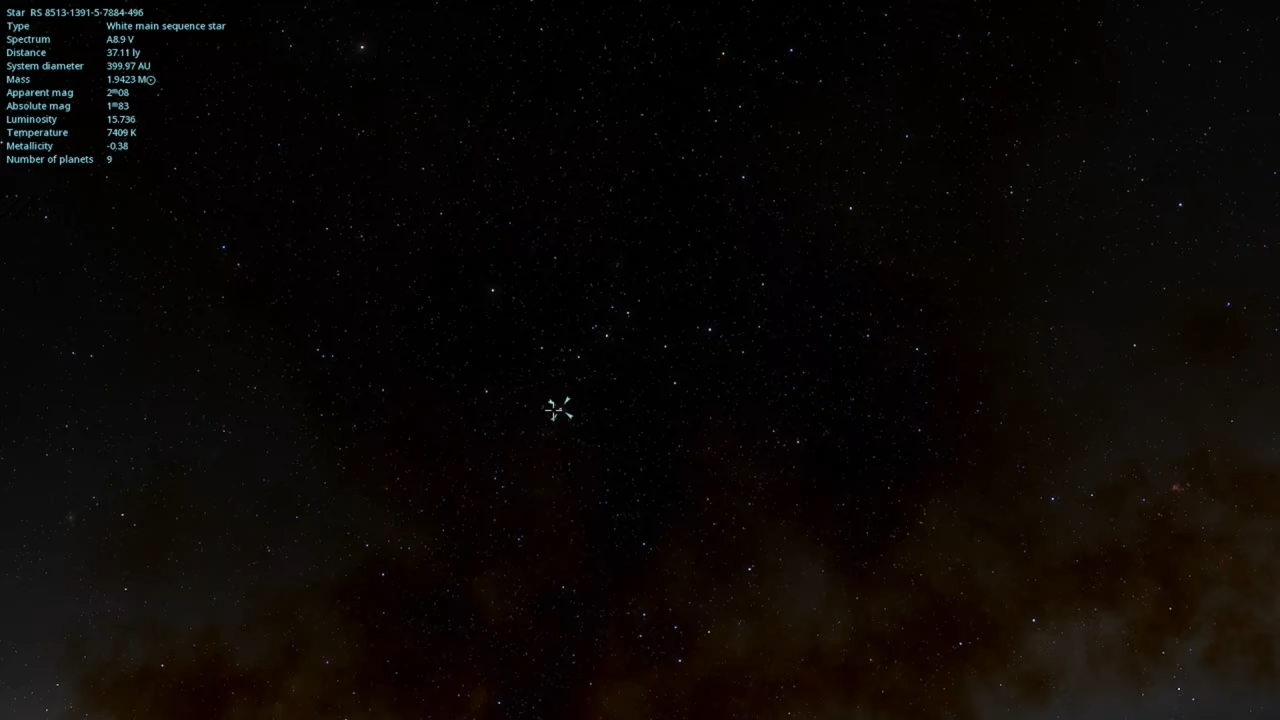 Star RS 8513-1391-5-7884-496
Type White main sequence star
Spectrum A8.9 V
Distance 37.11 ly
System diameter 399.97 AU
Mass 1.9423 M☉
Apparent mag 2ᵐ08
Absolute mag 1ᵐ83
Luminosity 15.736
Temperature 7409 K
Metallicity -0.38
Number of planets 9